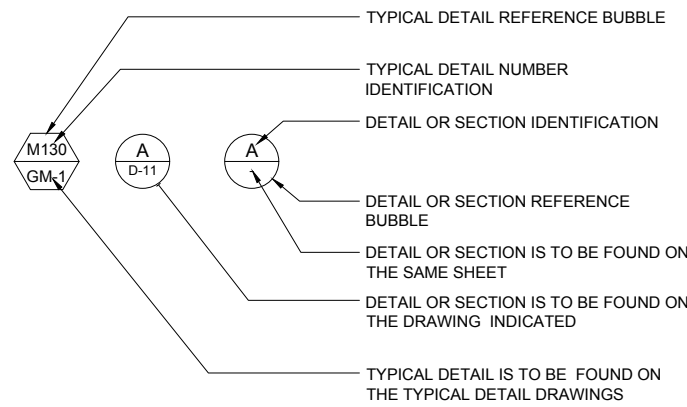 TYPICAL DETAIL REFERENCE BUBBLE
TYPICAL DETAIL NUMBER
IDENTIFICATION
DETAIL OR SECTION IDENTIFICATION
M130
GM-1
A
D-11
A
-
DETAIL OR SECTION REFERENCE
BUBBLE
DETAIL OR SECTION IS TO BE FOUND ON
THE SAME SHEET
DETAIL OR SECTION IS TO BE FOUND ON
THE DRAWING INDICATED
TYPICAL DETAIL IS TO BE FOUND ON
THE TYPICAL DETAIL DRAWINGS